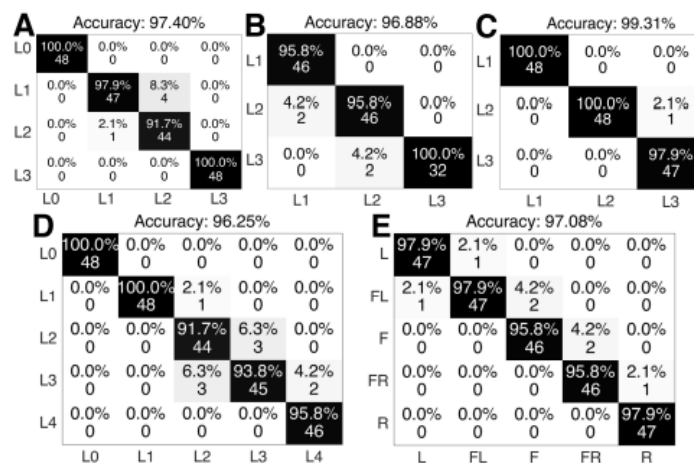 A
Accuracy: 97.40%
L0
100.0% 0.0% 0.0% 0.0%
48 0 0 0
L1
0.0% 97.9% 8.3% 0.0%
0 47 4 0
L2
0.0% 2.1% 91.7% 0.0%
0 1 44 0
L3
0.0% 0.0% 0.0% 100.0%
0 0 0 48
L0 L1 L2 L3
B
Accuracy: 96.88%
L1
95.8% 0.0% 0.0%
46 0 0
L2
4.2% 95.8% 0.0%
2 46 0
L3
0.0% 4.2% 100.0%
0 2 32
L1 L2 L3
C
Accuracy: 99.31%
L1
100.0% 0.0% 0.0%
48 0 0
L2
0.0% 100.0% 2.1%
0 48 1
L3
0.0% 0.0% 97.9%
0 0 47
L1 L2 L3
D
Accuracy: 96.25%
L0
100.0% 0.0% 0.0% 0.0% 0.0%
48 0 0 0 0
L1
0.0% 100.0% 2.1% 0.0% 0.0%
0 48 1 0 0
L2
0.0% 0.0% 91.7% 6.3% 0.0%
0 0 44 3 0
L3
0.0% 0.0% 6.3% 93.8% 4.2%
0 0 3 45 2
L4
0.0% 0.0% 0.0% 0.0% 95.8%
0 0 0 0 46
L0 L1 L2 L3 L4
E
Accuracy: 97.08%
L
97.9% 2.1% 0.0% 0.0% 0.0%
47 1 0 0 0
FL
2.1% 97.9% 4.2% 0.0% 0.0%
1 47 2 0 0
F
0.0% 0.0% 95.8% 4.2% 0.0%
0 0 46 2 0
FR
0.0% 0.0% 0.0% 95.8% 2.1%
0 0 0 46 1
R
0.0% 0.0% 0.0% 0.0% 97.9%
0 0 0 0 47
L FL F FR R